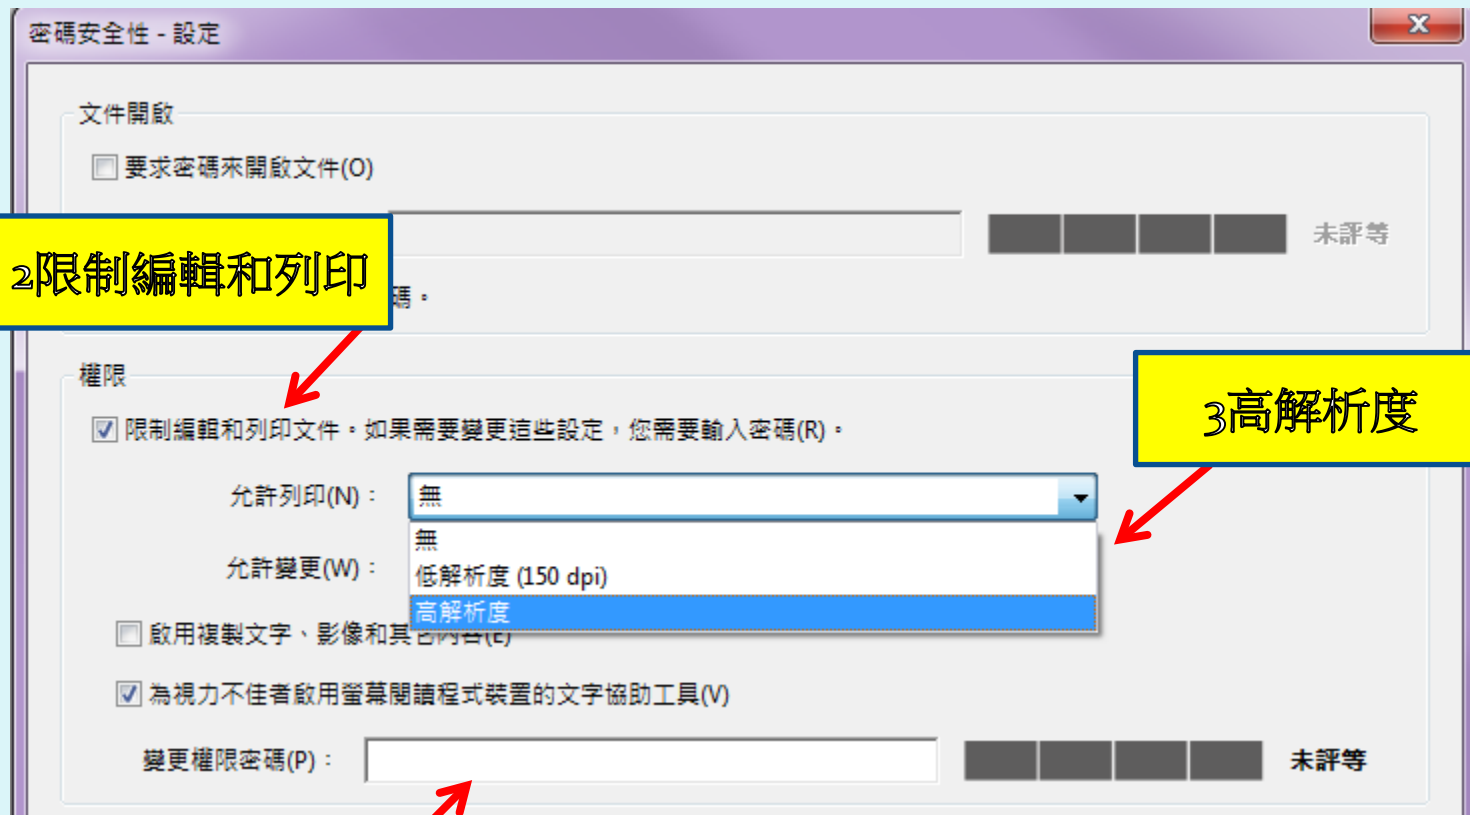 密碼安全性 - 設定
文件開啟
要求密碼來開啟文件(O)
未評等
2限制編輯和列印
碼。
權限
3高解析度
限制編輯和列印文件。如果需要變更這些設定，您需要輸入密碼(R)。
允許列印(N)： 無
無
允許變更(W)：
低解析度 (150 dpi)
高解析度
啟用複製文字、影像和其它內容(E)
為視力不佳者啟用螢幕閱讀程式裝置的文字協助工具(V)
變更權限密碼(P)： 未評等